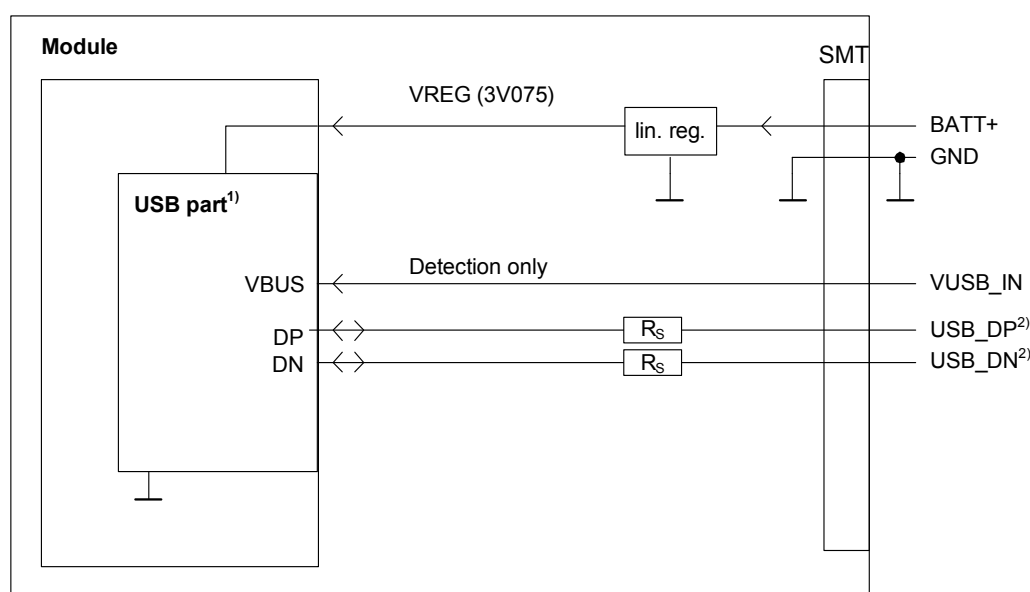 Module
SMT
VREG (3V075)
lin. reg.
BATT+
GND
USB part1)
Detection only
VBUS
VUSB_IN
DP
RS
USB_DP2)
DN
RS
USB_DN2)